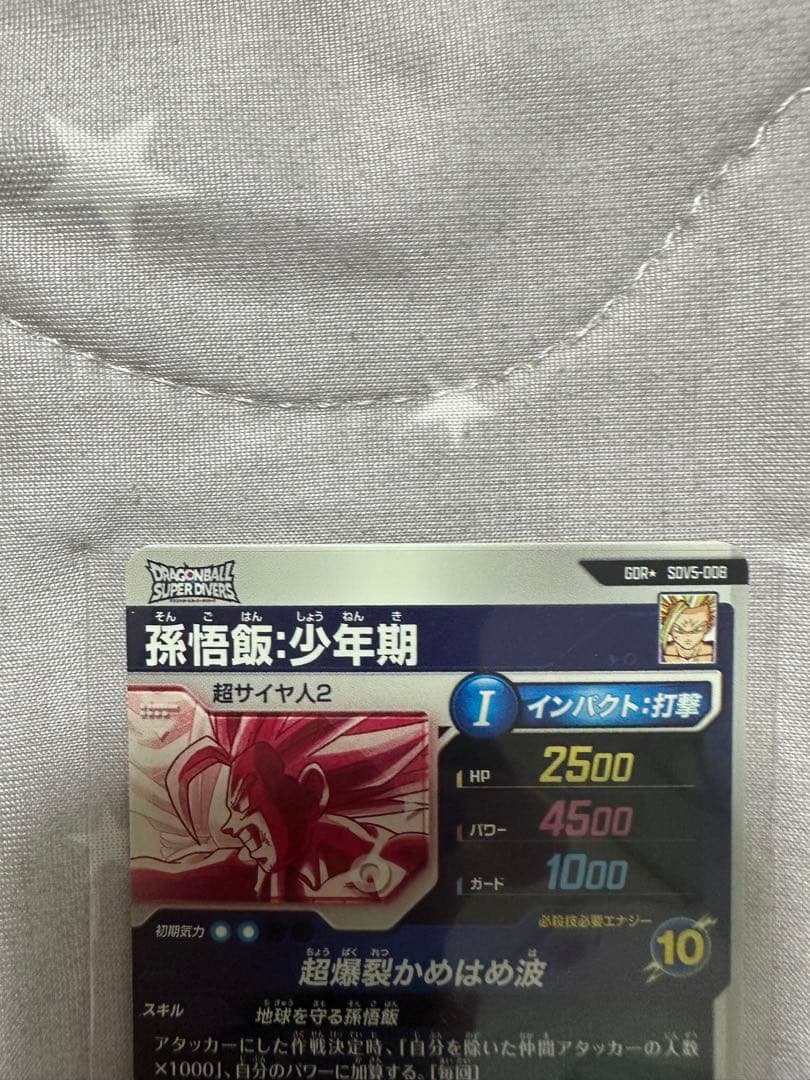 DRAGONBALL
SUPER DIVERS
GDR★ SDV5-008
そん ご はん しょう ねん き
孫悟飯:少年期
超サイヤ人2
I インパクト:打撃
HP 2500
パワー 4500
ガード 1000
初期気力
必殺技必要エナジー
10
ちょう ばく れつ は
超爆裂かめはめ波
スキル
ち きゅう まも そん ご はん
地球を守る孫悟飯
アタッカーにした作戦決定時、「自分を除いた仲間アタッカーの人数
×1000」、自分のパワーに加算する。[毎回]